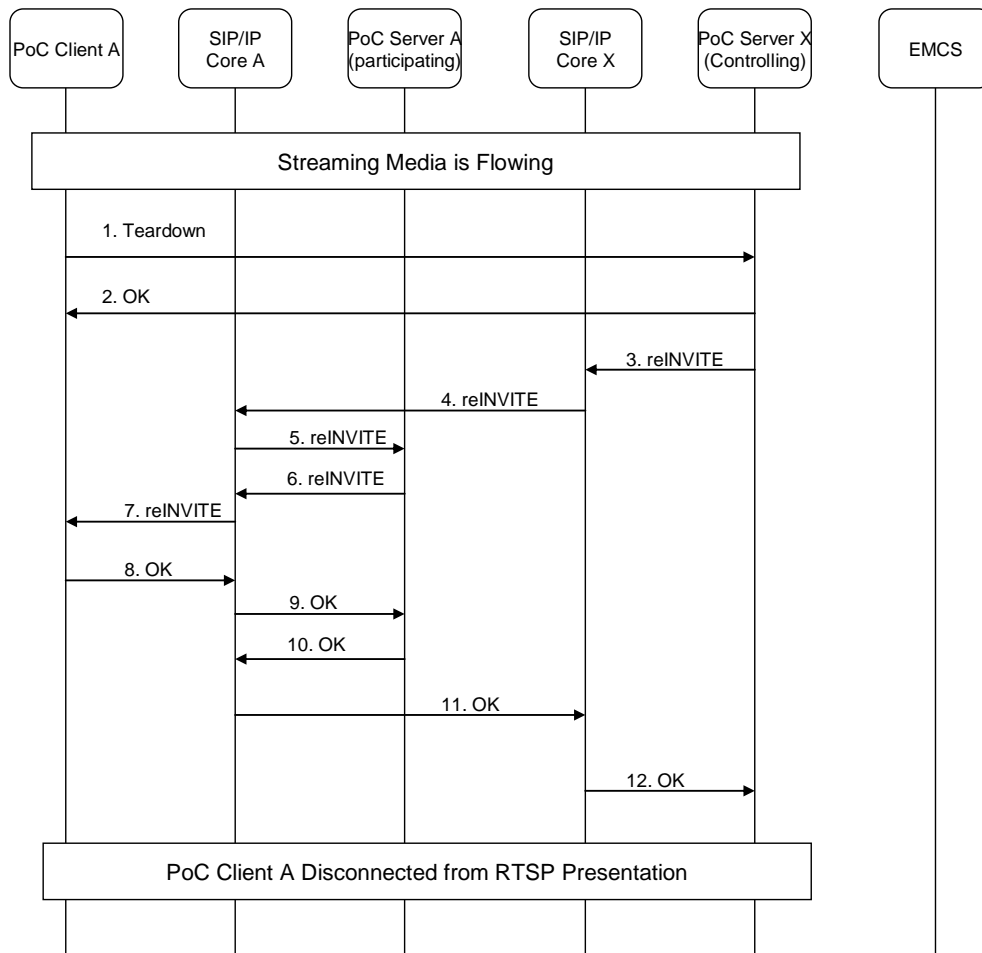 PoC Client A
SIP/IP
Core A
PoC Server A
(participating)
SIP/IP
Core X
PoC Server X
(Controlling)
EMCS
Streaming Media is Flowing
1. Teardown
2. OK
3. reINVITE
4. reINVITE
5. reINVITE
6. reINVITE
7. reINVITE
8. OK
9. OK
10. OK
11. OK
12. OK
PoC Client A Disconnected from RTSP Presentation